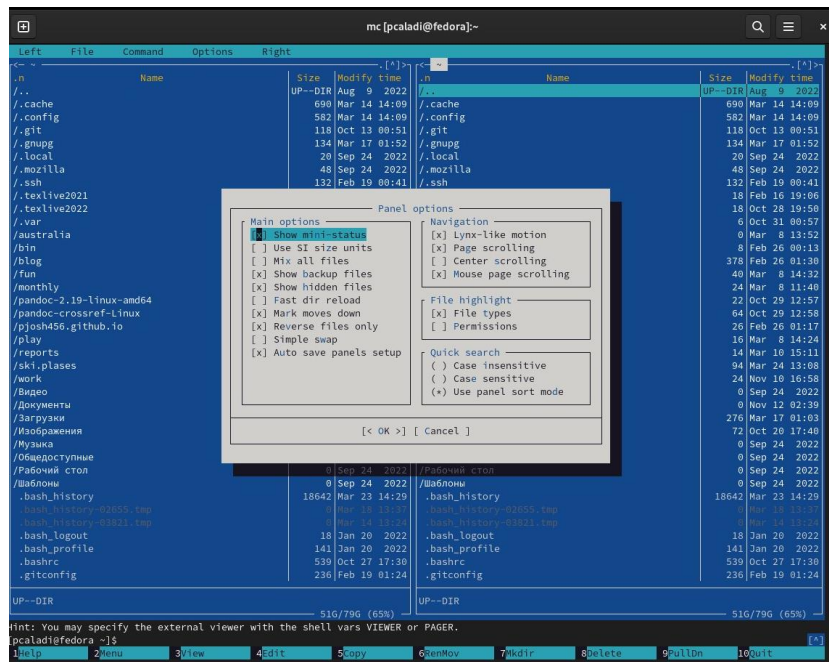 mc [pcaladi@fedora]:~
Left File Command Options Right
<— ~ .[^]>
.n Name Size Modify time
/.. UP--DIR Aug 9 2022
/.cache 690 Mar 14 14:09
/.config 582 Mar 14 14:09
/.git 118 Oct 13 00:51
/.gnupg 134 Mar 17 01:52
/.local 20 Sep 24 2022
/.mozilla 48 Sep 24 2022
/.ssh 132 Feb 19 00:41
/.texlive2021
/.texlive2022
/.var
/australia
/bin
/blog
/fun
/monthly
/pandoc-2.19-linux-amd64
/pandoc-crossref-Linux
/pjosh456.github.io
/play
/reports
/ski.plases
/work
/Видео
/Документы
/Загрузки
/Изображения
/Музыка
/Общедоступные
/Рабочий стол 0 Sep 24 2022
/Шаблоны 0 Sep 24 2022
.bash_history 18642 Mar 23 14:29
.bash_history-02655.tmp 0 Mar 18 13:37
.bash_history-03821.tmp 0 Mar 14 13:24
.bash_logout 18 Jan 20 2022
.bash_profile 141 Jan 20 2022
.bashrc 539 Oct 27 17:30
.gitconfig 236 Feb 19 01:24
UP--DIR
51G/79G (65%)
Panel options
Main options
[x] Show mini-status
[ ] Use SI size units
[ ] Mix all files
[x] Show backup files
[x] Show hidden files
[ ] Fast dir reload
[x] Mark moves down
[x] Reverse files only
[ ] Simple swap
[x] Auto save panels setup
Navigation
[x] Lynx-like motion
[x] Page scrolling
[ ] Center scrolling
[x] Mouse page scrolling
File highlight
[x] File types
[ ] Permissions
Quick search
( ) Case insensitive
( ) Case sensitive
(*) Use panel sort mode
[< OK >] [ Cancel ]
<— ~ .[^]>
.n Name Size Modify time
/.. UP--DIR Aug 9 2022
/.cache 690 Mar 14 14:09
/.config 582 Mar 14 14:09
/.git 118 Oct 13 00:51
/.gnupg 134 Mar 17 01:52
/.local 20 Sep 24 2022
/.mozilla 48 Sep 24 2022
/.ssh 132 Feb 19 00:41
18 Feb 16 19:06
18 Oct 28 19:50
6 Oct 31 00:57
0 Mar 8 13:52
8 Feb 26 00:13
378 Feb 26 01:30
40 Mar 8 14:32
24 Mar 8 11:40
22 Oct 29 12:57
64 Oct 29 12:58
26 Feb 26 01:17
16 Mar 8 14:24
14 Mar 10 15:11
94 Mar 24 13:08
24 Nov 10 16:58
0 Sep 24 2022
0 Nov 12 02:39
276 Mar 17 01:03
72 Oct 20 17:40
0 Sep 24 2022
0 Sep 24 2022
/Рабочий стол 0 Sep 24 2022
/Шаблоны 0 Sep 24 2022
.bash_history 18642 Mar 23 14:29
.bash_history-02655.tmp 0 Mar 18 13:37
.bash_history-03821.tmp 0 Mar 14 13:24
.bash_logout 18 Jan 20 2022
.bash_profile 141 Jan 20 2022
.bashrc 539 Oct 27 17:30
.gitconfig 236 Feb 19 01:24
UP--DIR
51G/79G (65%)
Hint: You may specify the external viewer with the shell vars VIEWER or PAGER.
[pcaladi@fedora ~]$ [^]
1Help 2Menu 3View 4Edit 5Copy 6RenMov 7Mkdir 8Delete 9PullDn 10Quit